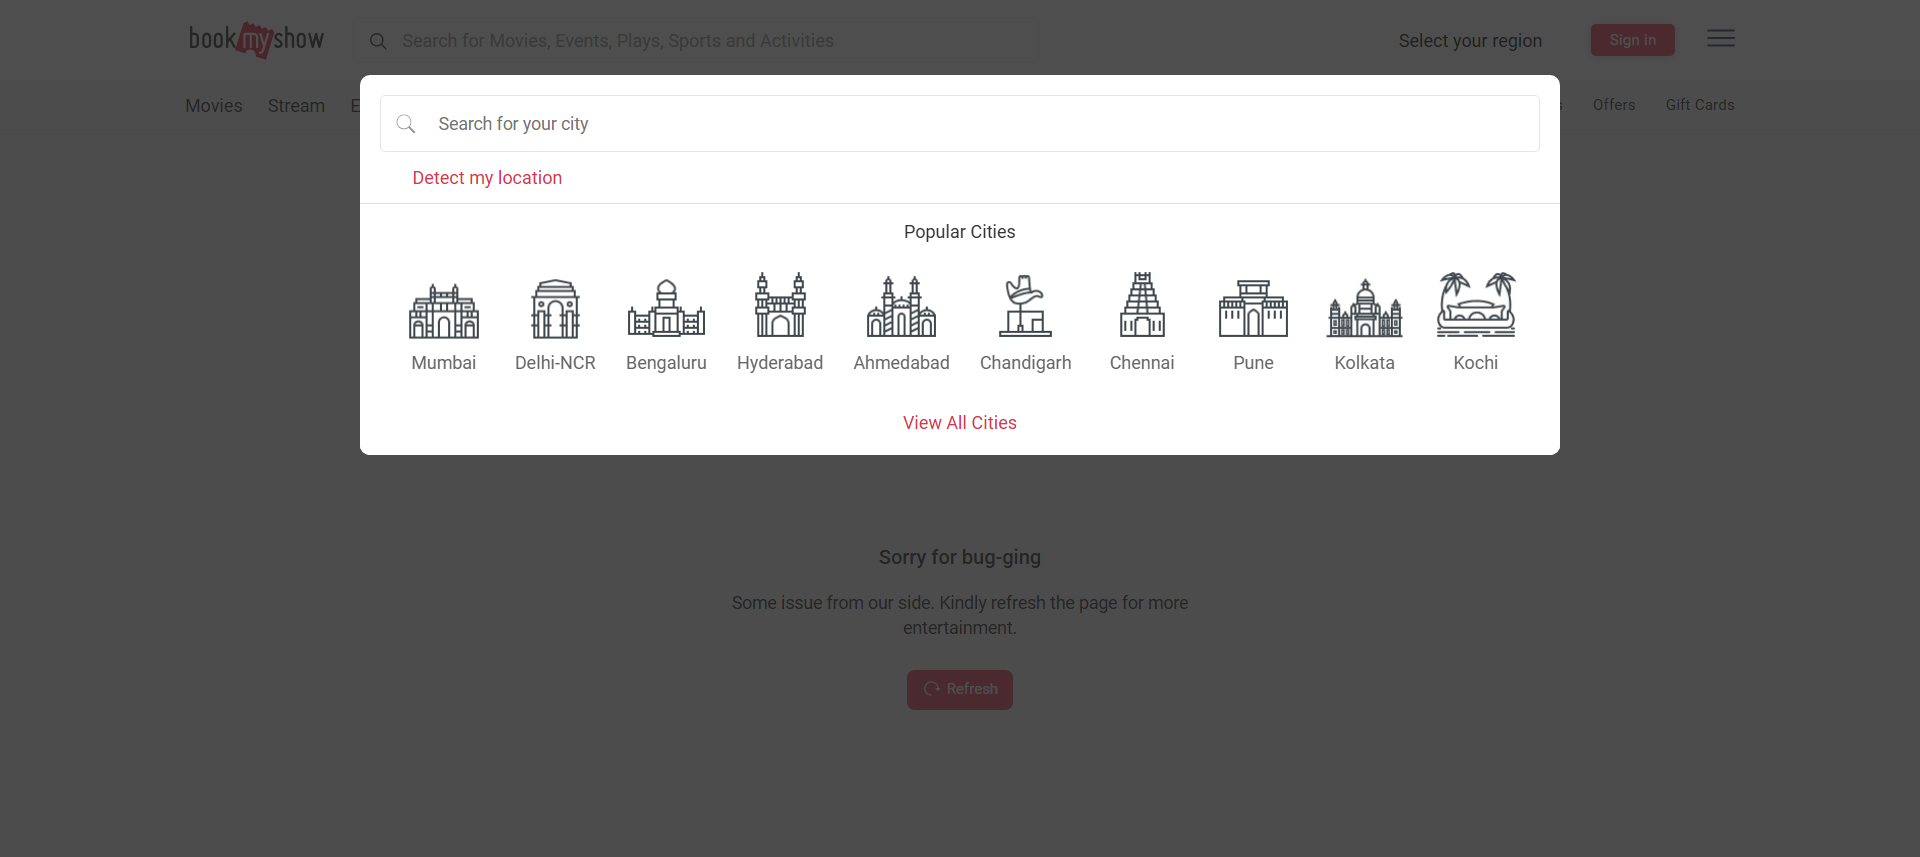 bookmyshow
Search for Movies, Events, Plays, Sports and Activities
Select your region
Sign in
Movies
Stream
Offers
Gift Cards
Search for your city
Detect my location
Popular Cities
Mumbai
Delhi-NCR
Bengaluru
Hyderabad
Ahmedabad
Chandigarh
Chennai
Pune
Kolkata
Kochi
View All Cities
Sorry for bug-ging
Some issue from our side. Kindly refresh the page for more
entertainment.
Refresh